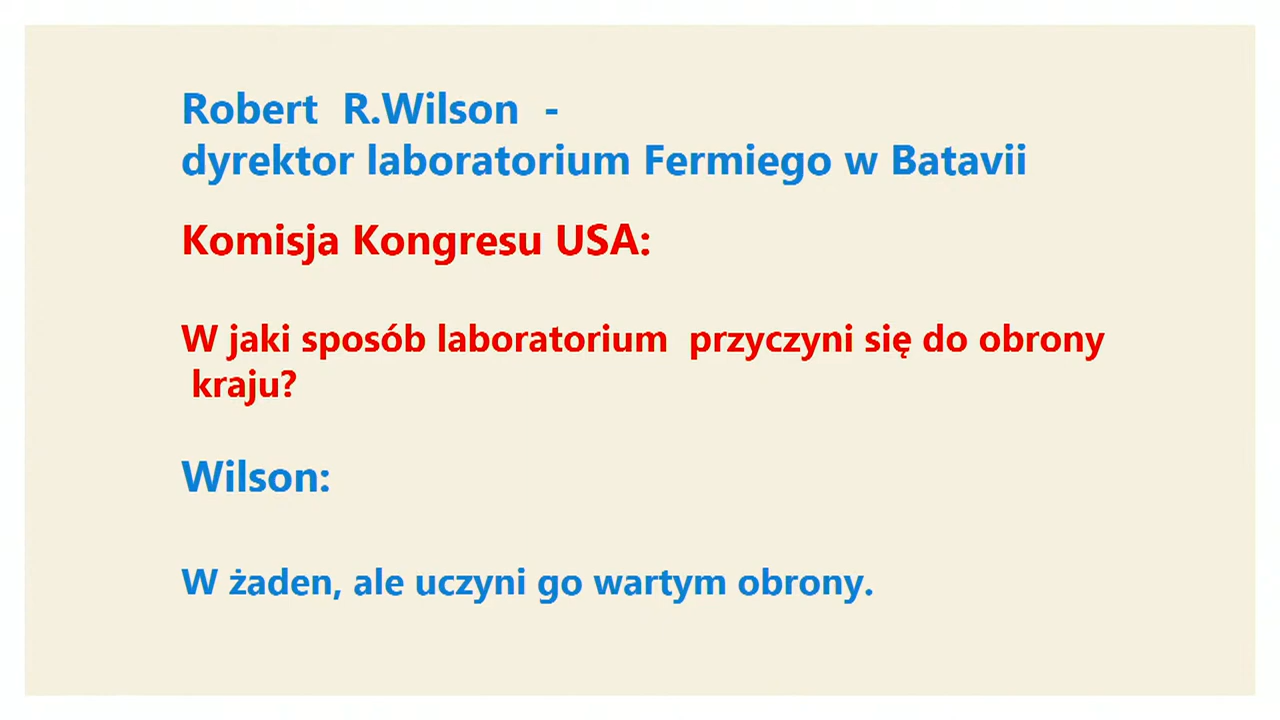 Robert R.Wilson -
dyrektor laboratorium Fermiego w Batavii
Komisja Kongresu USA:
W jaki sposób laboratorium przyczyni się do obrony
kraju?
Wilson:
W żaden, ale uczyni go wartym obrony.